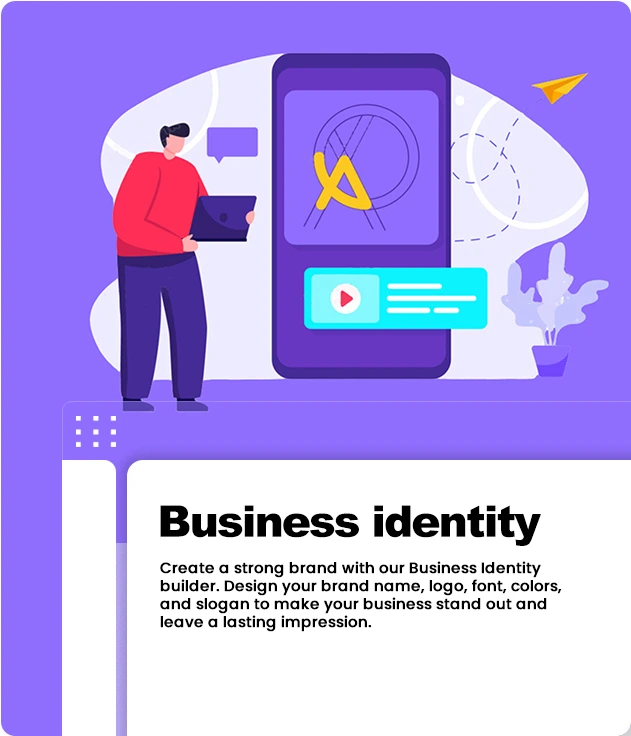 Business identity
Create a strong brand with our Business Identity
builder. Design your brand name, logo, font, colors,
and slogan to make your business stand out and
leave a lasting impression.